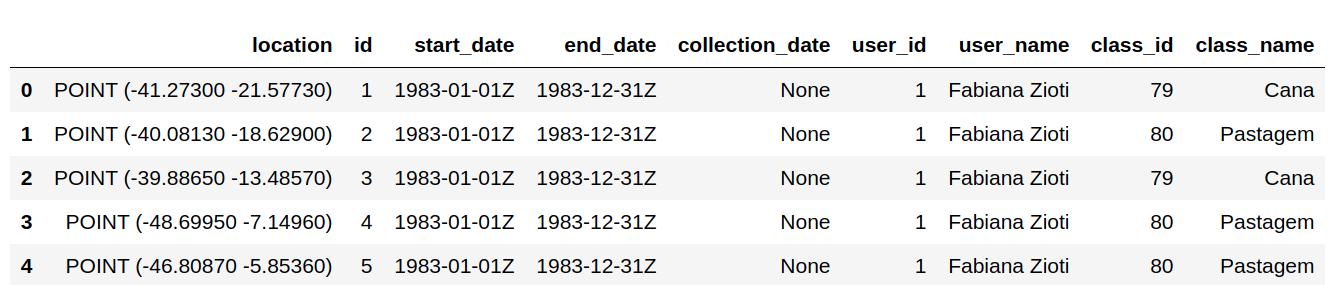 location id start_date end_date collection_date user_id user_name class_id class_name
0 POINT (-41.27300 -21.57730) 1 1983-01-01Z 1983-12-31Z None 1 Fabiana Zioti 79 Cana
1 POINT (-40.08130 -18.62900) 2 1983-01-01Z 1983-12-31Z None 1 Fabiana Zioti 80 Pastagem
2 POINT (-39.88650 -13.48570) 3 1983-01-01Z 1983-12-31Z None 1 Fabiana Zioti 79 Cana
3 POINT (-48.69950 -7.14960) 4 1983-01-01Z 1983-12-31Z None 1 Fabiana Zioti 80 Pastagem
4 POINT (-46.80870 -5.85360) 5 1983-01-01Z 1983-12-31Z None 1 Fabiana Zioti 80 Pastagem